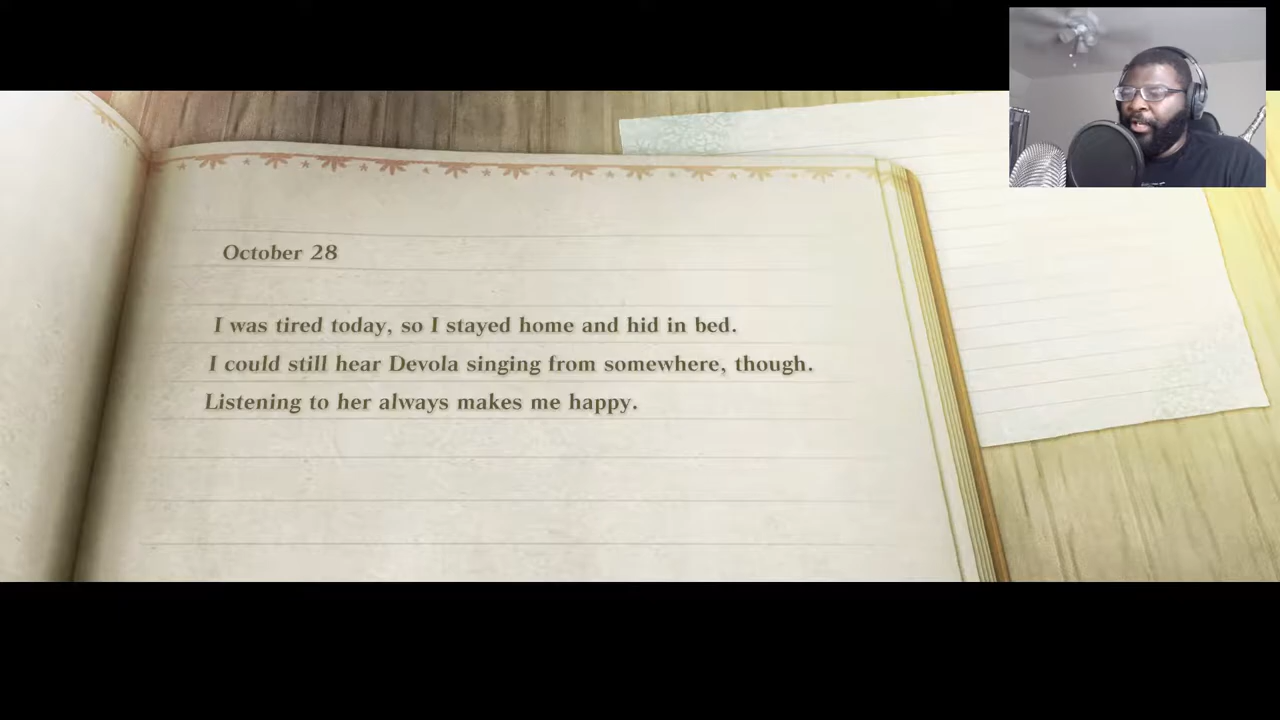 October 28
I was tired today, so I stayed home and hid in bed.
I could still hear Devola singing from somewhere, though.
Listening to her always makes me happy.